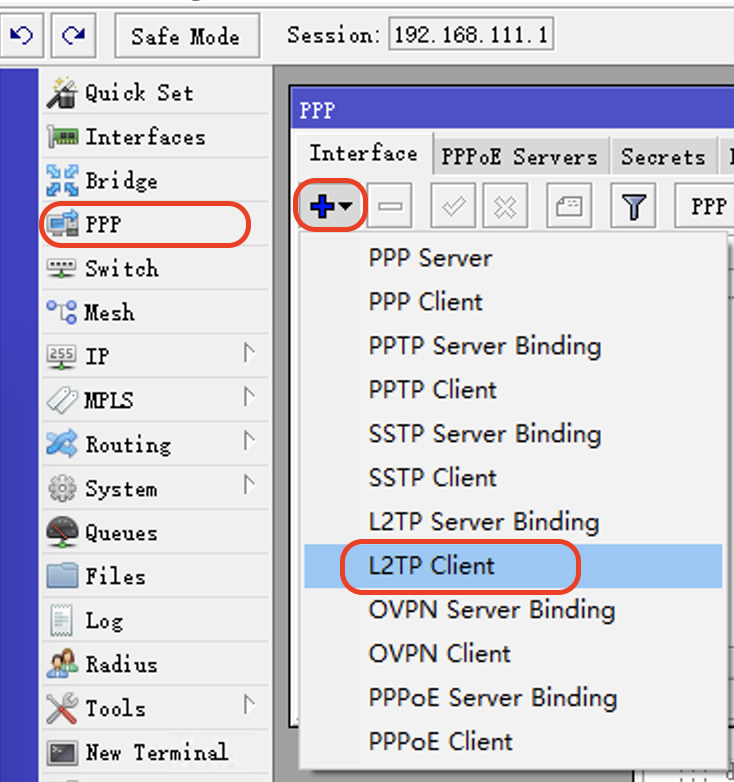 Safe Mode Session: 192.168.111.1
Quick Set
Interfaces
Bridge
PPP
Switch
Mesh
255 IP
MPLS
Routing
System
Queues
Files
Log
Radius
Tools
New Terminal
PPP
Interface PPPoE Servers Secrets
PPP
PPP Server
PPP Client
PPTP Server Binding
PPTP Client
SSTP Server Binding
SSTP Client
L2TP Server Binding
L2TP Client
OVPN Server Binding
OVPN Client
PPPoE Server Binding
PPPoE Client